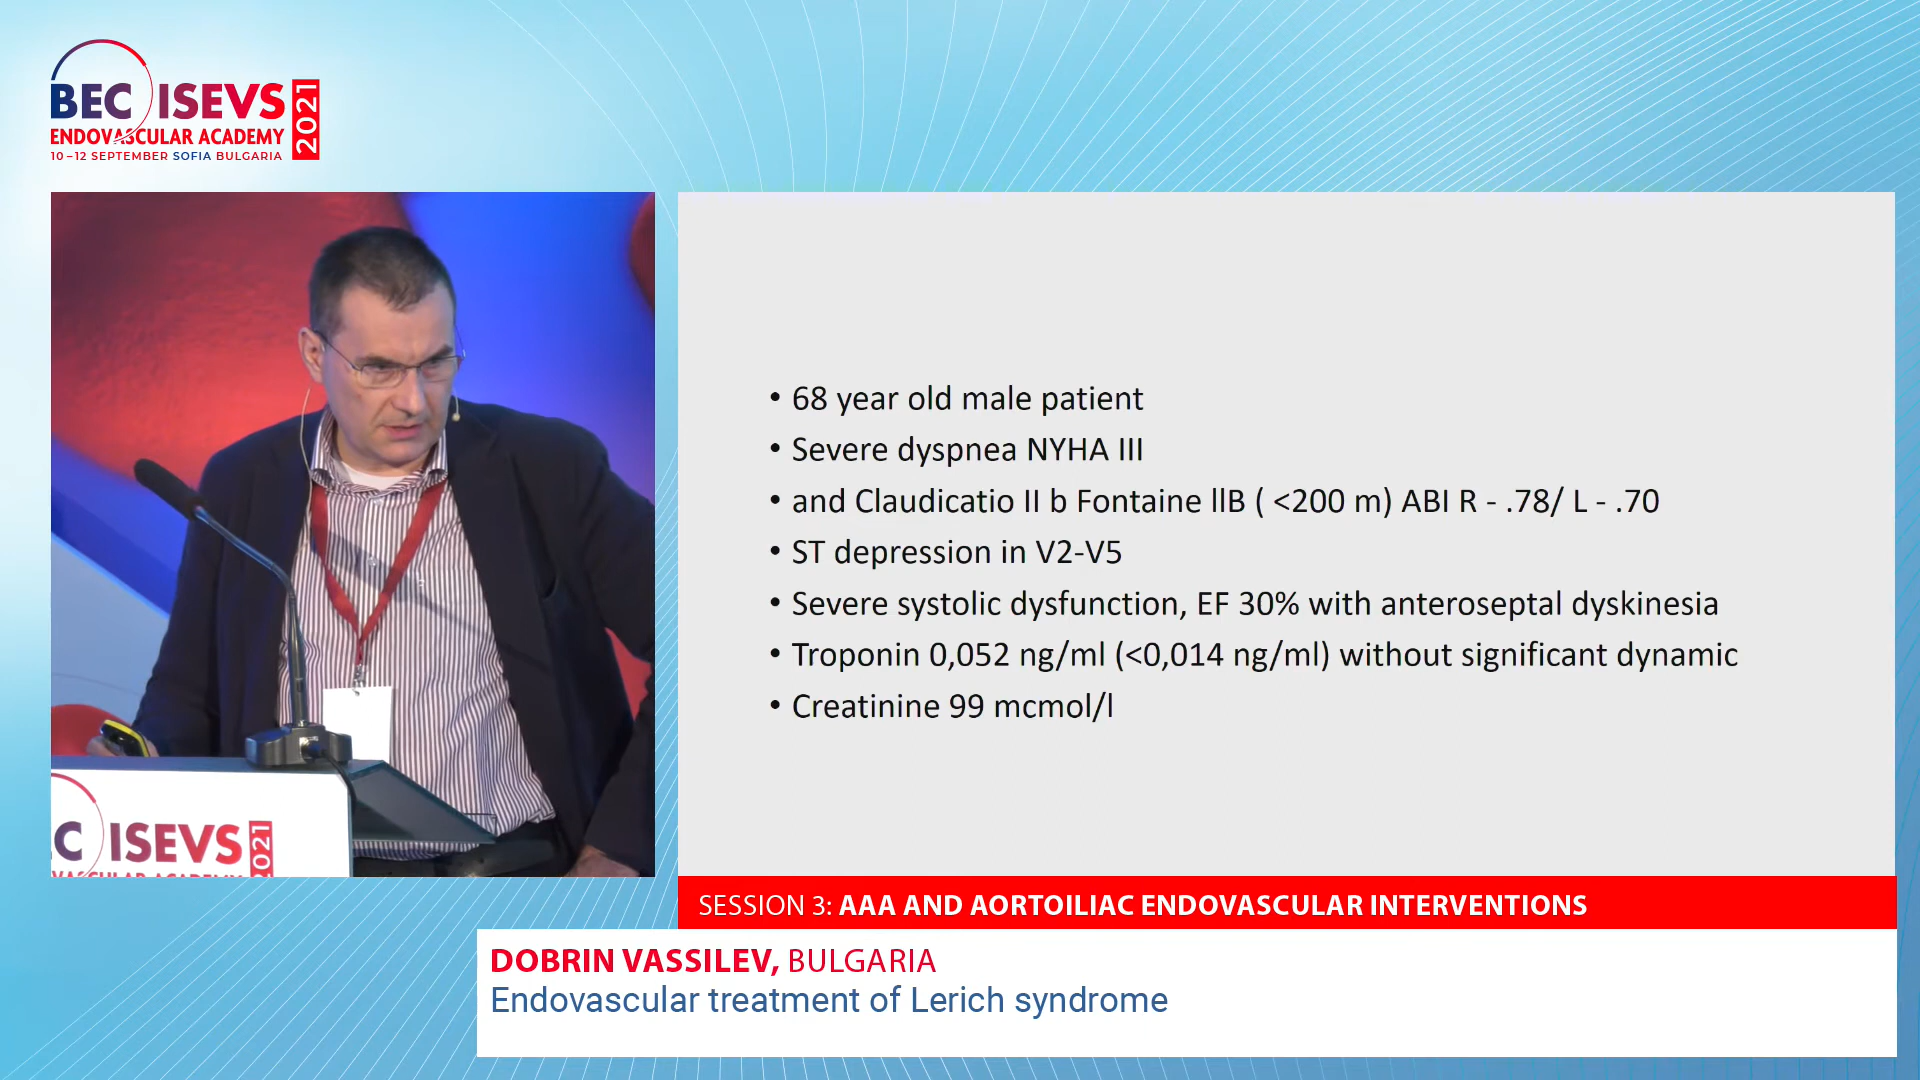 BEC ISEVS 2021
ENDOVASCULAR ACADEMY
10–12 SEPTEMBER SOFIA BULGARIA
• 68 year old male patient
• Severe dyspnea NYHA III
• and Claudicatio II b Fontaine llB ( <200 m) ABI R - .78/ L - .70
• ST depression in V2-V5
• Severe systolic dysfunction, EF 30% with anteroseptal dyskinesia
• Troponin 0,052 ng/ml (<0,014 ng/ml) without significant dynamic
• Creatinine 99 mcmol/l
C ISEVS 2021
VASCULAR ACADEMY
SESSION 3: AAA AND AORTOILIAC ENDOVASCULAR INTERVENTIONS
DOBRIN VASSILEV, BULGARIA
Endovascular treatment of Lerich syndrome